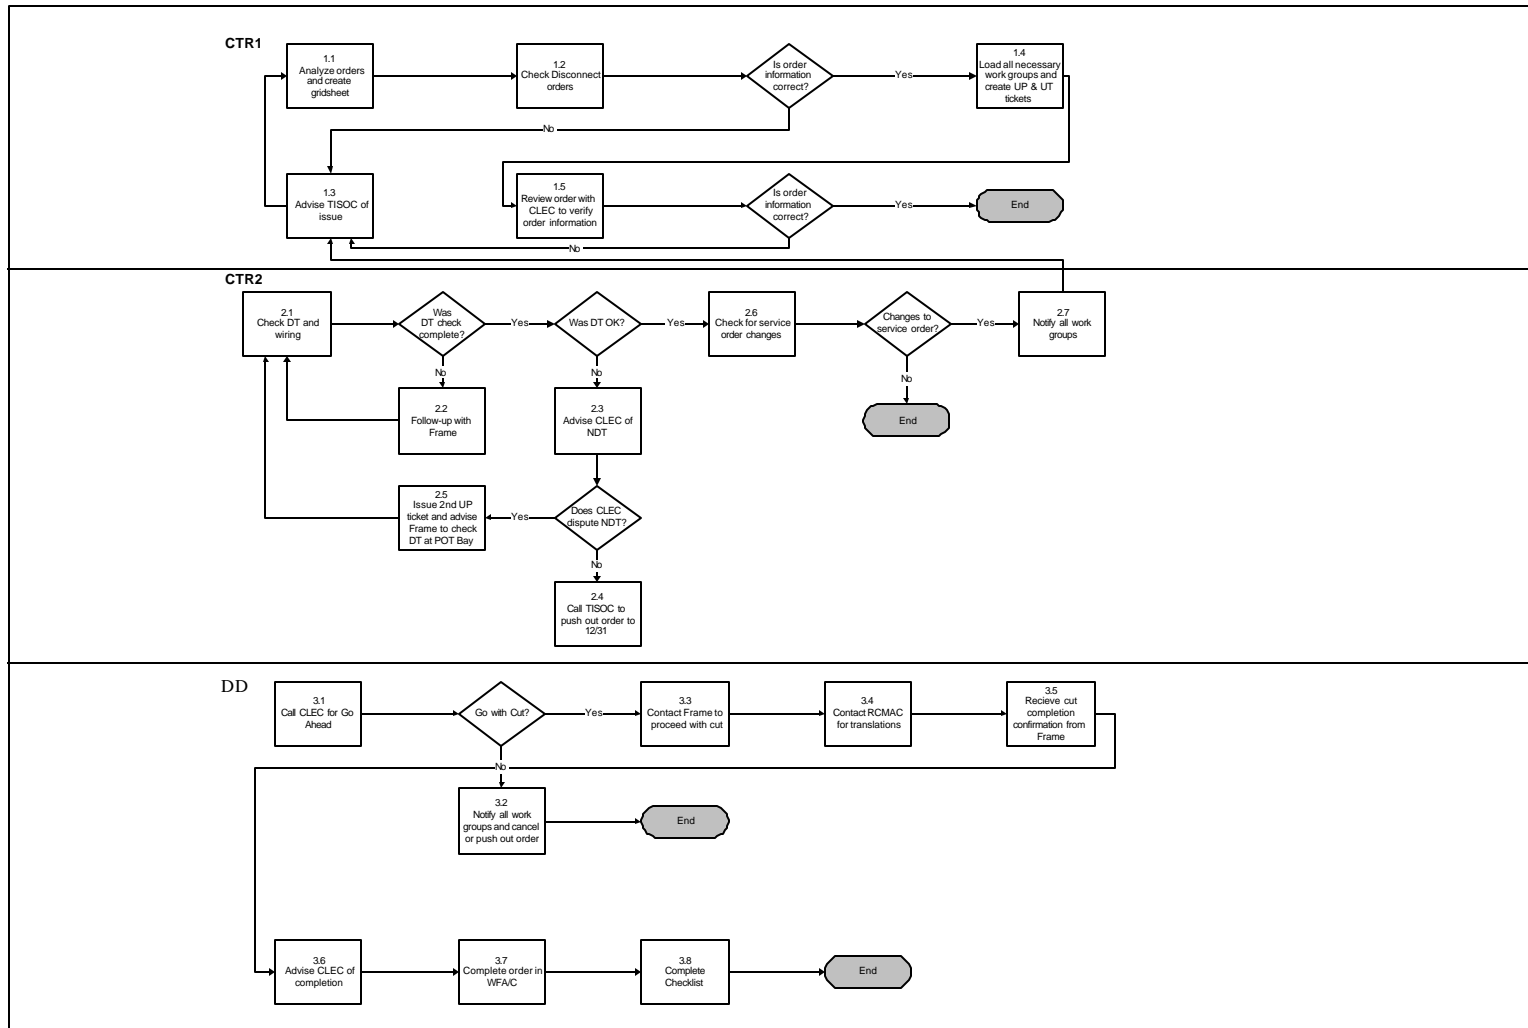 CTR1
1.1
Analyze orders
and create
gridsheet
1.2
Check Disconnect
orders
Is order
information
correct?
Yes
1.4
Load all necessary
work groups and
create UP & UT
tickets
No
1.3
Advise TISOC of
issue
1.5
Review order with
CLEC to verify
order information
Is order
information
correct?
Yes
End
No
CTR2
2.1
Check DT and
wiring
Was
DT check
complete?
Yes
Was DT OK?
Yes
2.6
Check for service
order changes
Changes to
service order?
Yes
2.7
Notify all work
groups
No
No
No
2.2
Follow-up with
Frame
2.3
Advise CLEC of
NDT
End
2.5
Issue 2nd UP
ticket and advise
Frame to check
DT at POT Bay
Yes
Does CLEC
dispute NDT?
No
2.4
Call TISOC to
push out order to
12/31
DD
3.1
Call CLEC for Go
Ahead
Go with Cut?
Yes
3.3
Contact Frame to
proceed with cut
3.4
Contact RCMAC
for translations
3.5
Recieve cut
completion
confirmation from
Frame
No
3.2
Notify all work
groups and cancel
or push out order
End
3.6
Advise CLEC of
completion
3.7
Complete order in
WFA/C
3.8
Complete
Checklist
End